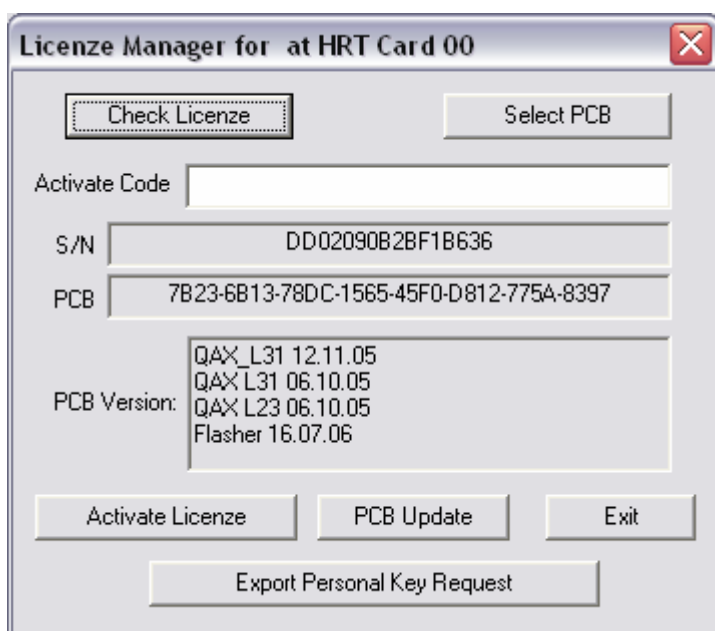 Licenze Manager for at HRT Card 00
Check Licenze
Select PCB
Activate Code
S/N
DD02090B2BF1B636
PCB
7B23-6B13-78DC-1565-45F0-D812-775A-8397
PCB Version:
QAX_L31 12.11.05
QAX L31 06.10.05
QAX L23 06.10.05
Flasher 16.07.06
Activate Licenze
PCB Update
Exit
Export Personal Key Request